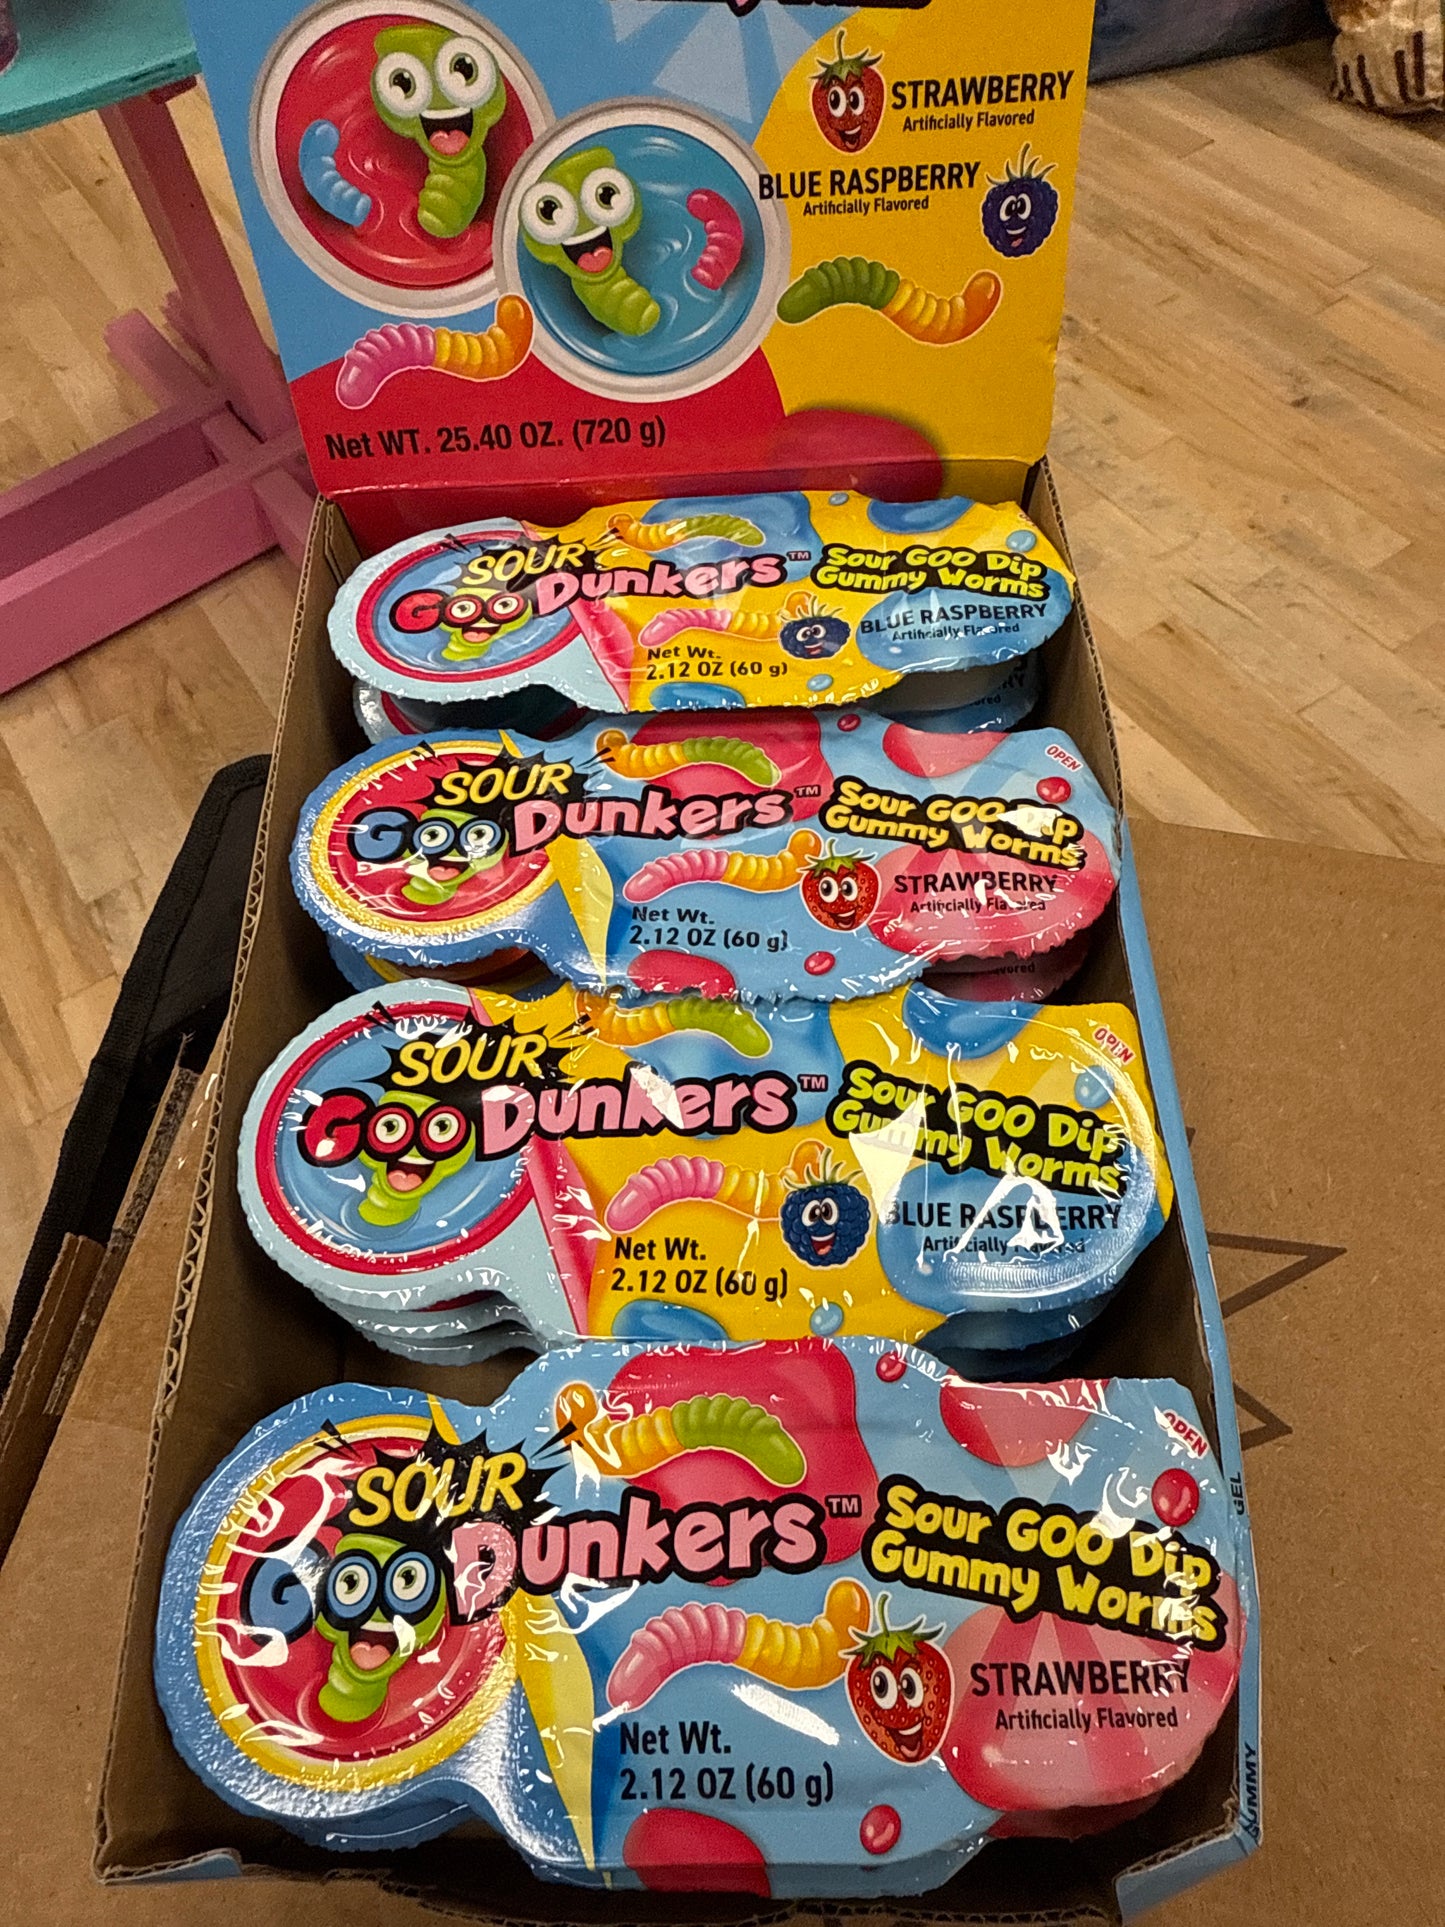 STRAWBERRY
Artificially Flavored
BLUE RASPBERRY
Artificially Flavored
Net WT. 25.40 OZ. (720 g)
SOUR
Goo Dunkers™
Sour GOO Dip
Gummy Worms
BLUE RASPBERRY
Artificially Flavored
Net Wt.
2.12 OZ (60 g)
OPEN
SOUR
Goo Dunkers™
Sour GOO Dip
Gummy Worms
STRAWBERRY
Artificially Flavored
Net Wt.
2.12 OZ (60 g)
OPEN
SOUR
Goo Dunkers™
Sour GOO Dip
Gummy Worms
BLUE RASPBERRY
Artificially Flavored
Net Wt.
2.12 OZ (60 g)
OPEN
SOUR
Goo Dunkers™
Sour GOO Dip
Gummy Worms
STRAWBERRY
Artificially Flavored
Net Wt.
2.12 OZ (60 g)
GEL